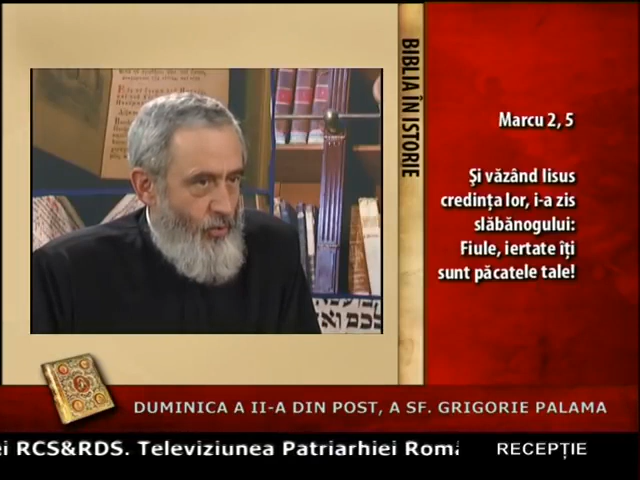 BIBLIA ÎN ISTORIE
Marcu 2, 5
Şi văzând Iisus
credinţa lor, i-a zis
slăbănogului:
Fiule, iertate îţi
sunt păcatele tale!
DUMINICA A II-A DIN POST, A SF. GRIGORIE PALAMA
ei RCS&RDS. Televiziunea Patriarhiei Româ
RECEPŢIE